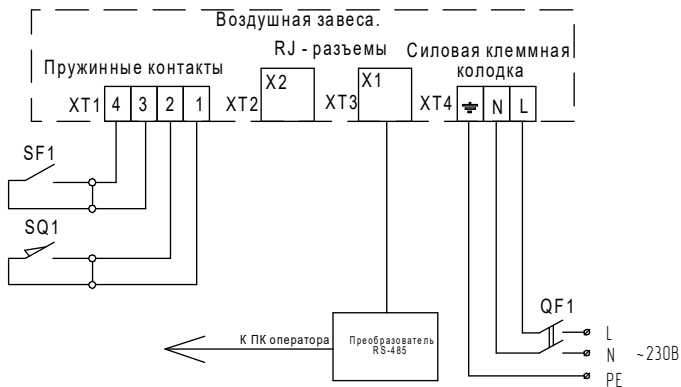 Воздушная завеса.
RJ - разъемы
Силовая клеммная
колодка
Пружинные контакты
X2
X1
XT1
4 3 2 1
XT2
XT3
XT4
N L
SF1
SQ1
QF1
К ПК оператора
Преобразователь
RS-485
L
N ~230В
PE